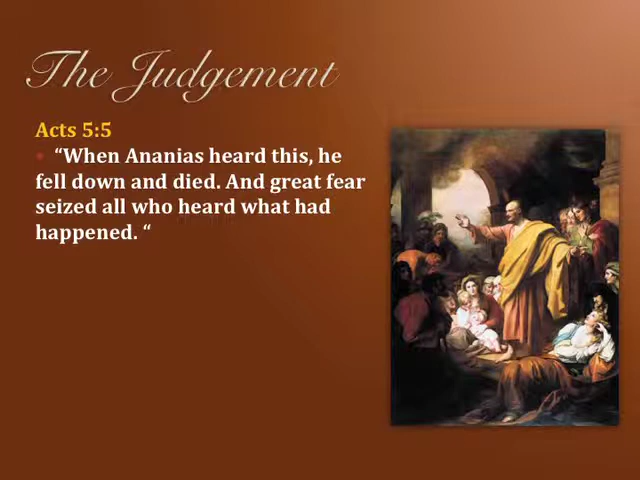 The Judgement
Acts 5:5
• “When Ananias heard this, he
fell down and died. And great fear
seized all who heard what had
happened. “